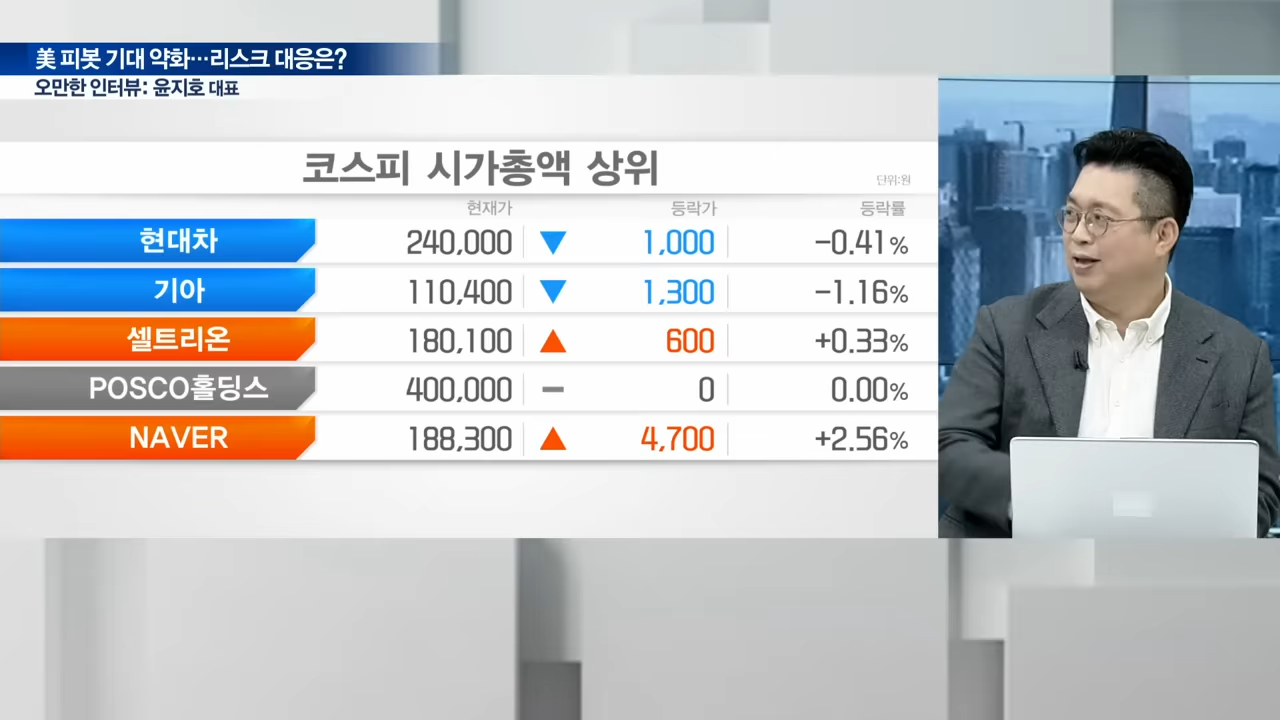 美 피봇 기대 약화…리스크 대응은?
오만한 인터뷰: 윤지호 대표
코스피 시가총액 상위
단위:원
현재가 등락가 등락률
현대차 240,000 ▼ 1,000 -0.41%
기아 110,400 ▼ 1,300 -1.16%
셀트리온 180,100 ▲ 600 +0.33%
POSCO홀딩스 400,000 - 0 0.00%
NAVER 188,300 ▲ 4,700 +2.56%